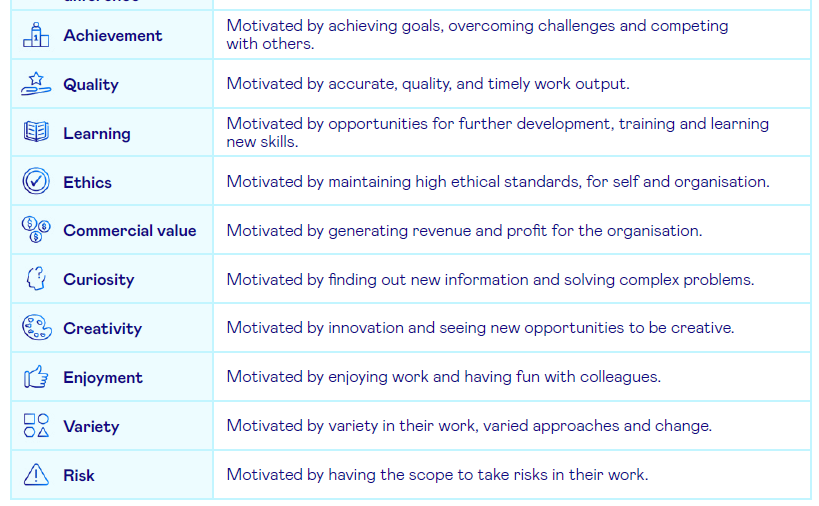 Achievement
Motivated by achieving goals, overcoming challenges and competing
with others.
Quality
Motivated by accurate, quality, and timely work output.
Learning
Motivated by opportunities for further development, training and learning
new skills.
Ethics
Motivated by maintaining high ethical standards, for self and organisation.
Commercial value
Motivated by generating revenue and profit for the organisation.
Curiosity
Motivated by finding out new information and solving complex problems.
Creativity
Motivated by innovation and seeing new opportunities to be creative.
Enjoyment
Motivated by enjoying work and having fun with colleagues.
Variety
Motivated by variety in their work, varied approaches and change.
Risk
Motivated by having the scope to take risks in their work.